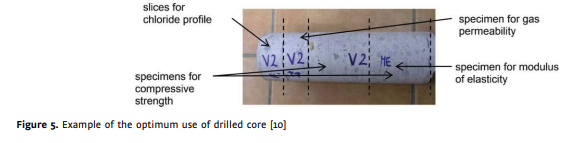 slices for
chloride profile
specimen for gas
permeability
V2 V2 V2 ME
specimen for modulus
of elasticity
specimens for
compressive
strength
Figure 5. Example of the optimum use of drilled core [10]